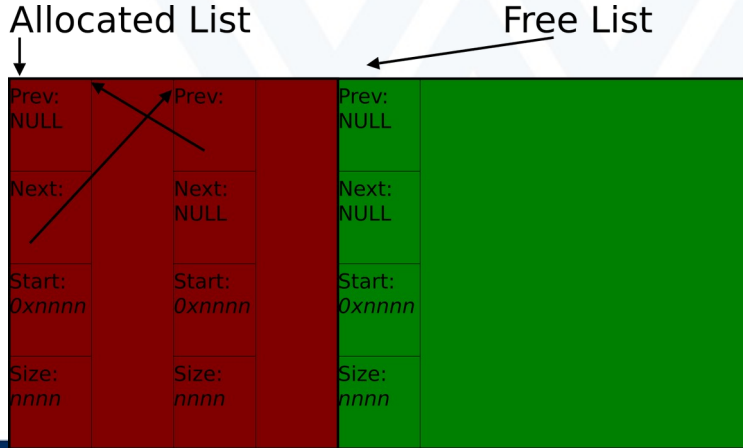 Allocated List
Free List
Prev:
NULL
Next:
Start:
0xnnnn
Size:
nnnn
Prev:
Next:
NULL
Start:
0xnnnn
Size:
nnnn
Prev:
NULL
Next:
NULL
Start:
0xnnnn
Size:
nnnn